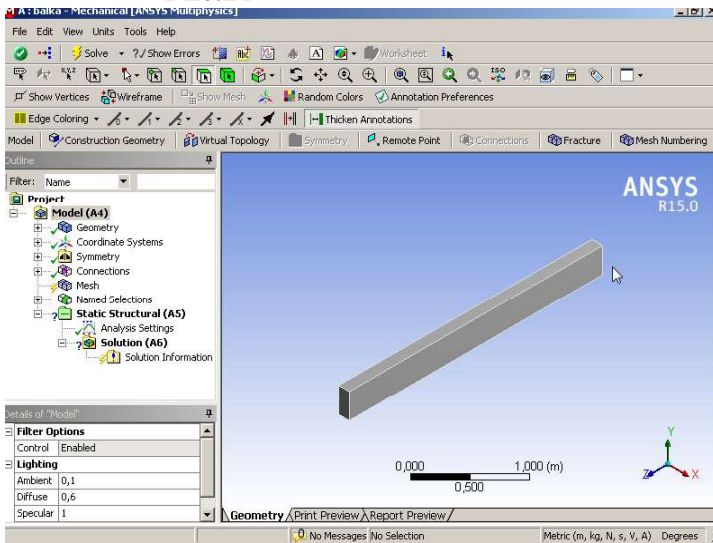 A : balka - Mechanical [ANSYS Multiphysics]
File Edit View Units Tools Help
Solve ?/ Show Errors A Worksheet
ISO
Show Vertices Wireframe Show Mesh Random Colors Annotation Preferences
Edge Coloring Thicken Annotations
Model Construction Geometry Virtual Topology Symmetry Remote Point Connections Fracture Mesh Numbering
Outline
Filter: Name
Project
Model (A4)
Geometry
Coordinate Systems
Symmetry
Connections
Mesh
Named Selections
Static Structural (A5)
Analysis Settings
Solution (A6)
Solution Information
ANSYS
R15.0
Details of "Model"
Filter Options
Control Enabled
Lighting
Ambient 0,1
Diffuse 0,6
Specular 1
0,000 1,000 (m)
0,500
Y
Z X
Geometry Print Preview Report Preview
0 No Messages No Selection Metric (m, kg, N, s, V, A) Degrees